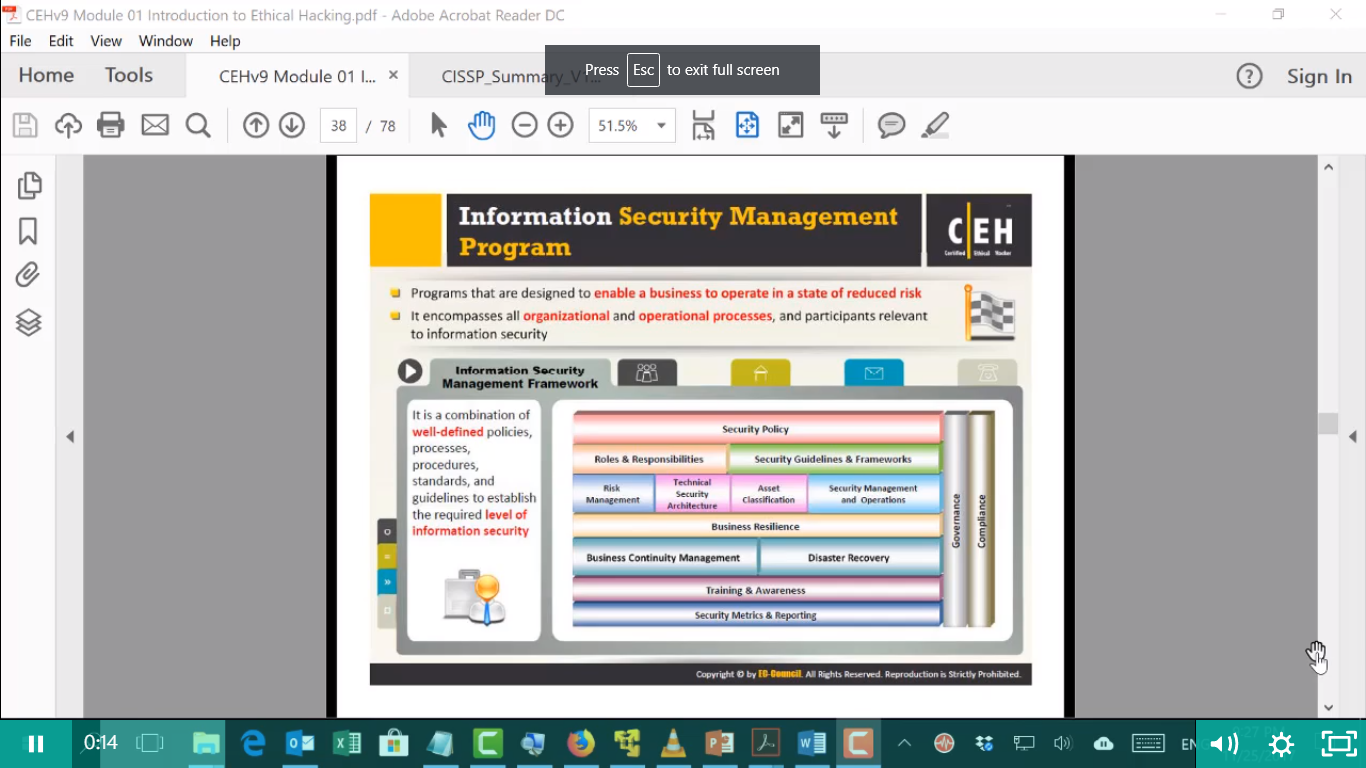 CEHv9 Module 01 Introduction to Ethical Hacking.pdf - Adobe Acrobat Reader DC
File Edit View Window Help
Press Esc to exit full screen
Home Tools CEHv9 Module 01 I... × CISSP_Summary_V ? Sign In
38 / 78 51.5%
Information Security Management
Program
C|EH
Certified Ethical Hacker
Programs that are designed to enable a business to operate in a state of reduced risk
It encompasses all organizational and operational processes, and participants relevant
to information security
Information Security
Management Framework
It is a combination of
well-defined policies,
processes,
procedures,
standards, and
guidelines to establish
the required level of
information security
Security Policy
Roles & Responsibilities
Security Guidelines & Frameworks
Risk
Management
Technical
Security
Architecture
Asset
Classification
Security Management
and Operations
Business Resilience
Business Continuity Management
Disaster Recovery
Training & Awareness
Security Metrics & Reporting
Governance
Compliance
Copyright © by EC-Council. All Rights Reserved. Reproduction is Strictly Prohibited.
0:14